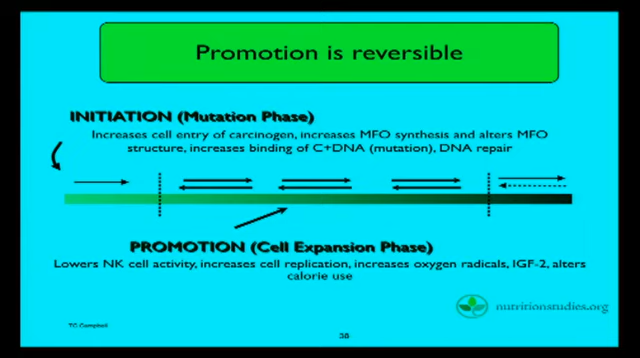 Promotion is reversible
INITIATION (Mutation Phase)
Increases cell entry of carcinogen, increases MFO synthesis and alters MFO
structure, increases binding of C+DNA (mutation), DNA repair
PROMOTION (Cell Expansion Phase)
Lowers NK cell activity, increases cell replication, increases oxygen radicals, IGF-2, alters
calorie use
nutritionstudies.org
TC Campbell
38